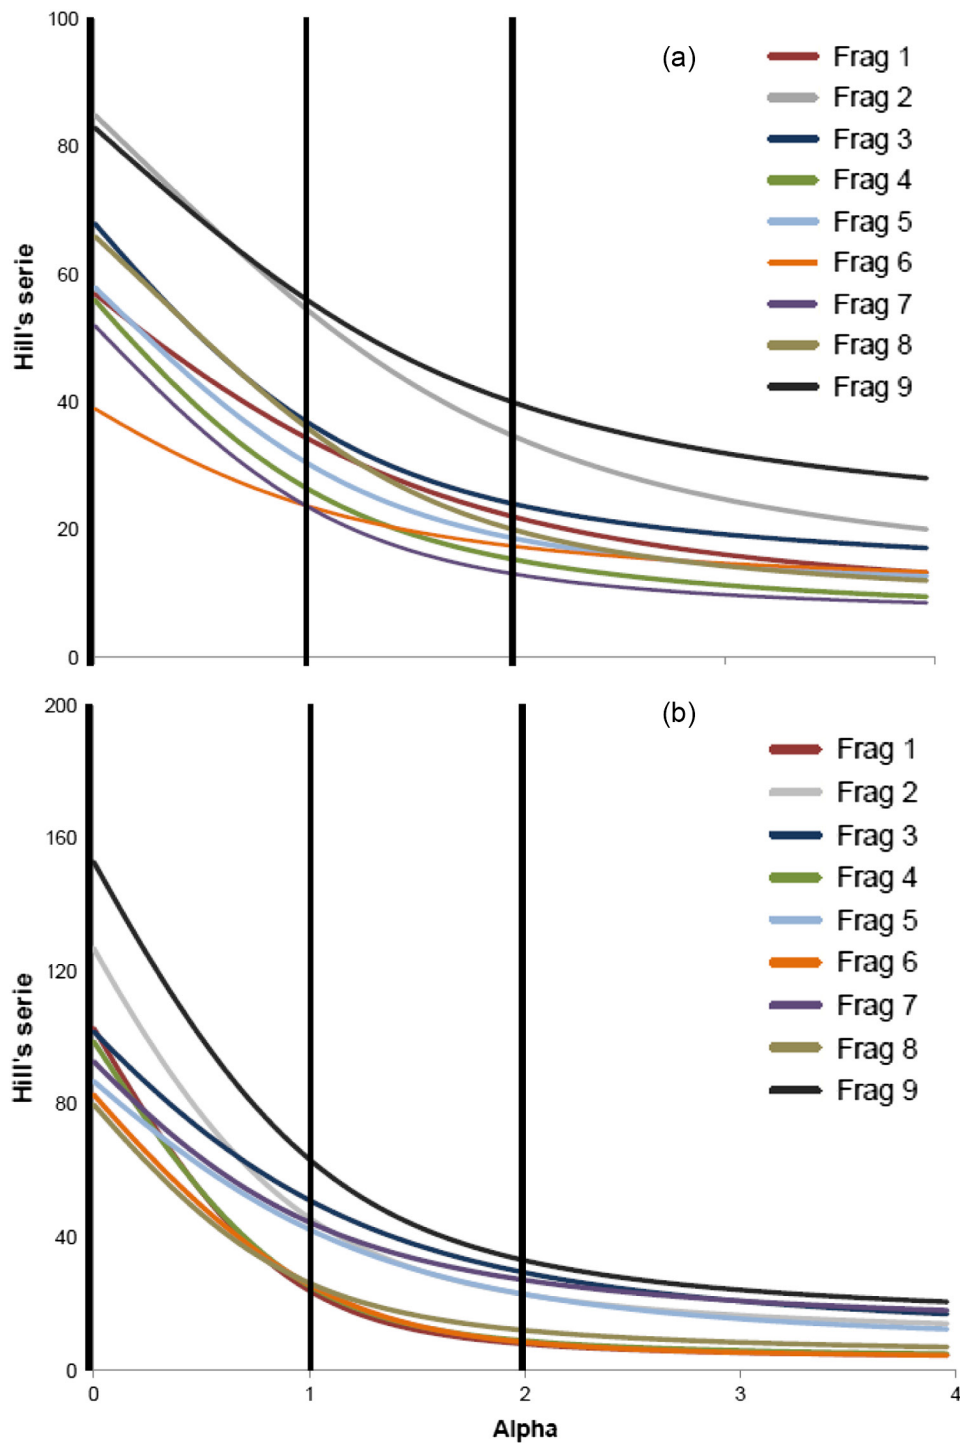 100
(a)
Frag 1
Frag 2
80
Frag 3
Frag 4
Frag 5
60
Frag 6
Hill's serie
Frag 7
Frag 8
40
Frag 9
20
0
200
(b)
Frag 1
Frag 2
160
Frag 3
Frag 4
Frag 5
120
Frag 6
Hill's serie
Frag 7
Frag 8
80
Frag 9
40
0
0 1 2 3 4
Alpha